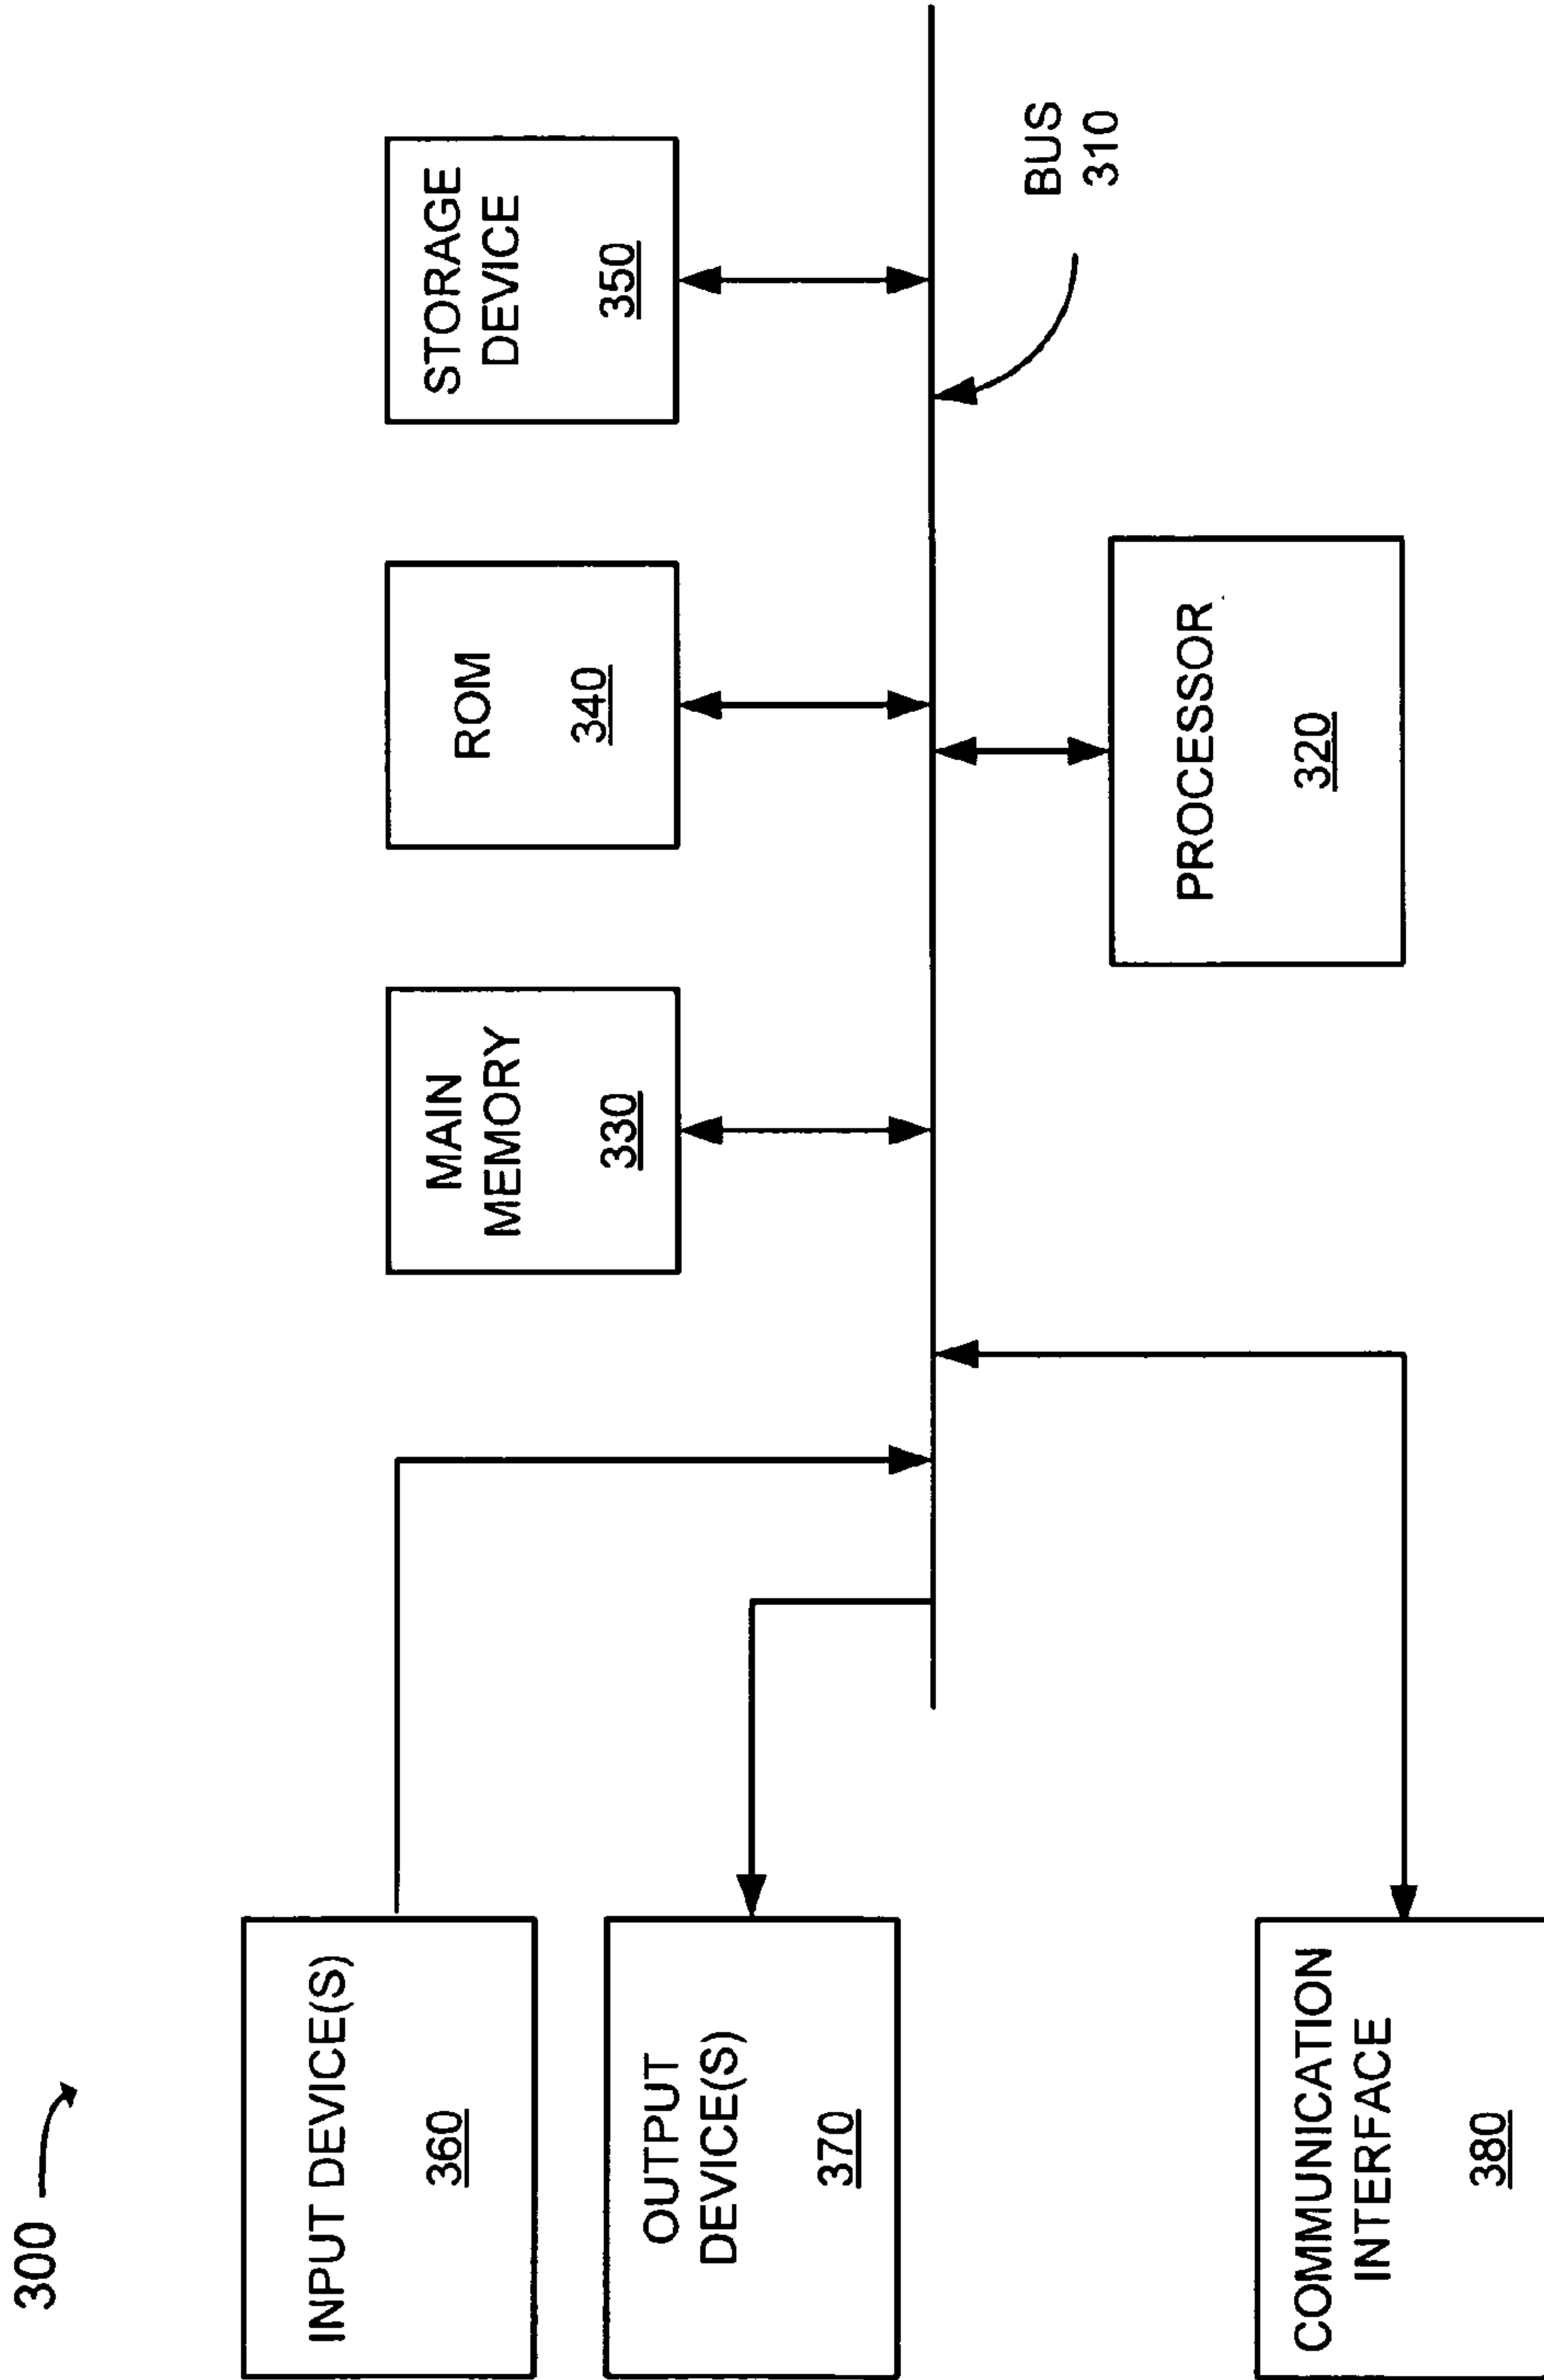 300
INPUT DEVICE(S)
360
OUTPUT
DEVICE(S)
370
COMMUNICATION
INTERFACE
380
MAIN
MEMORY
330
ROM
340
STORAGE
DEVICE
350
PROCESSOR
320
BUS
310